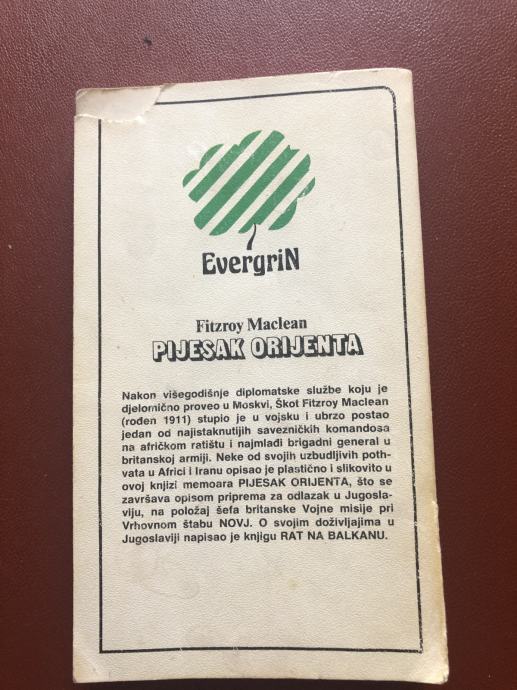 EvergriN
Fitzroy Maclean
PIJESAK ORIJENTA
Nakon višegodišnje diplomatske službe koju je
djelomično proveo u Moskvi, Škot Fitzroy Maclean
(rođen 1911) stupio je u vojsku i ubrzo postao
jedan od najistaknutijih savezničkih komandosa
na afričkom ratištu i najmlađi brigadni general u
britanskoj armiji. Neke od svojih uzbudljivih poth-
vata u Africi i Iranu opisao je plastično i slikovito u
ovoj knjizi memoara PIJESAK ORIJENTA, što se
završava opisom priprema za odlazak u Jugosla-
viju, na položaj šefa britanske Vojne misije pri
Vrhovnom štabu NOVJ. O svojim doživljajima u
Jugoslaviji napisao je knjigu RAT NA BALKANU.